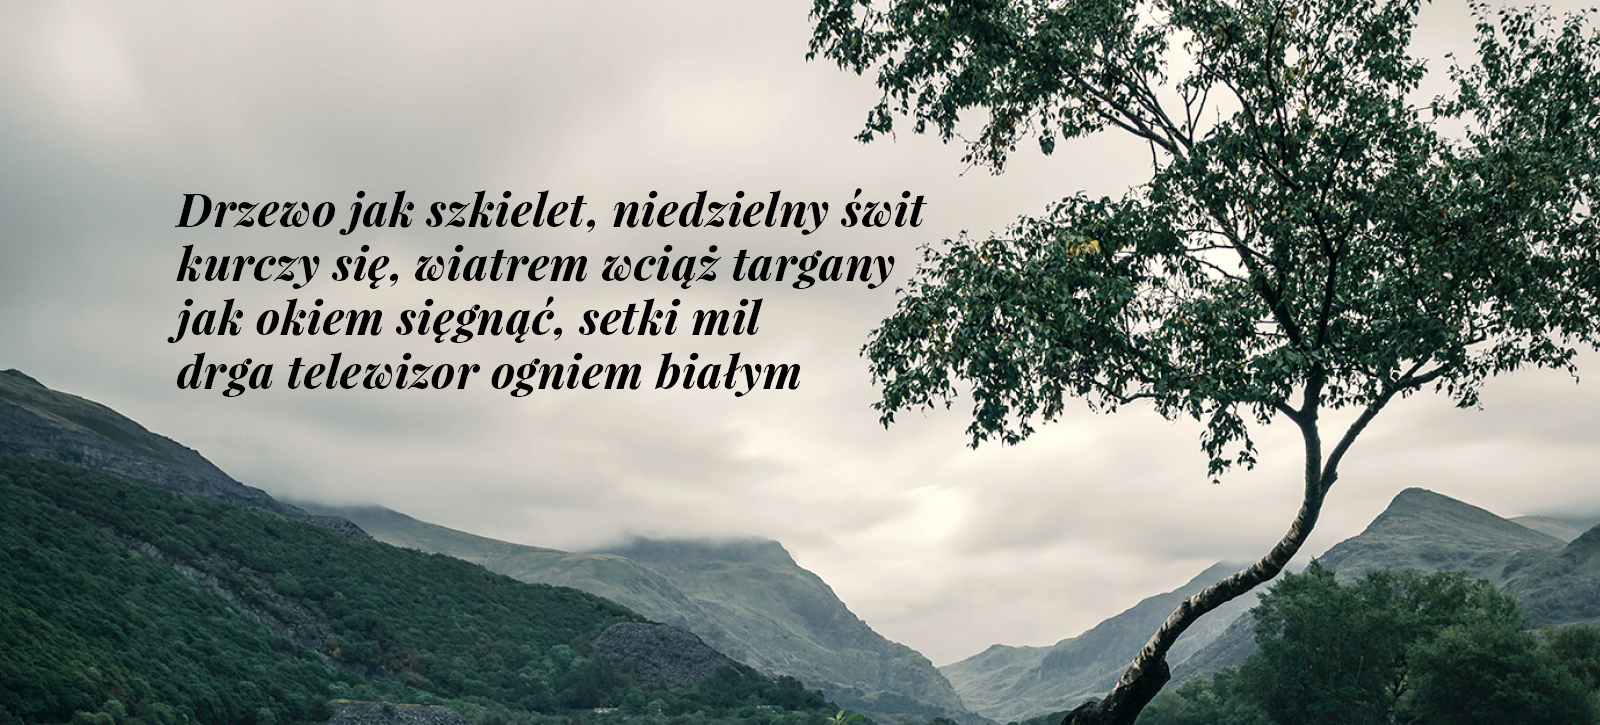 Drzewo jak szkielet, niedzielny świt
kurczy się, wiatrem wciąż targany
jak okiem sięgnąć, setki mil
drga telewizor ogniem białym